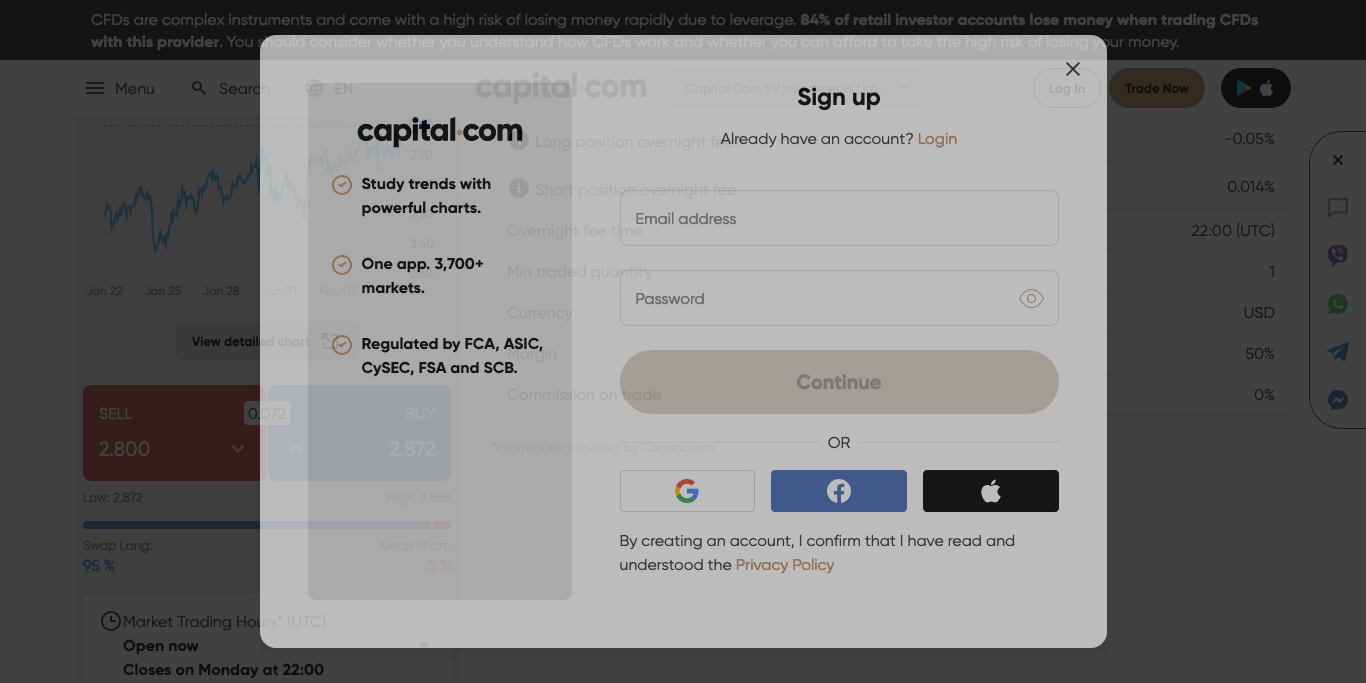 CFDs are complex instruments and come with a high risk of losing money rapidly due to leverage. 84% of retail investor accounts lose money when trading CFDs
with this provider. You should consider whether you understand how CFDs work and whether you can afford to take the high risk of losing your money.
Menu
Search
EN
capital.com
Capital Com SV Investments Lim...
Log In
Trade Now
Sign up
Already have an account? Login
capital.com
Study trends with
powerful charts.
One app. 3,700+
markets.
Regulated by FCA, ASIC,
CySEC, FSA and SCB.
Email address
Password
Continue
OR
By creating an account, I confirm that I have read and
understood the Privacy Policy
2.70
2.40
2.30
Jan 22
Jan 25
Jan 28
Jan 31
Feb 03
View detailed chart
SELL
2.800
0.072
BUY
2.872
Low: 2.872
High: 2.868
Swap Long:
Swap Short:
95 %
5 %
Market Trading Hours* (UTC)
Open now
Closes on Monday at 22:00
Long position overnight fee
-0.05%
Short position overnight fee
0.014%
Overnight fee time
22:00 (UTC)
Min traded quantity
1
Currency
USD
Margin
50%
Commission on trade
0%
*Information provided by Capital.com